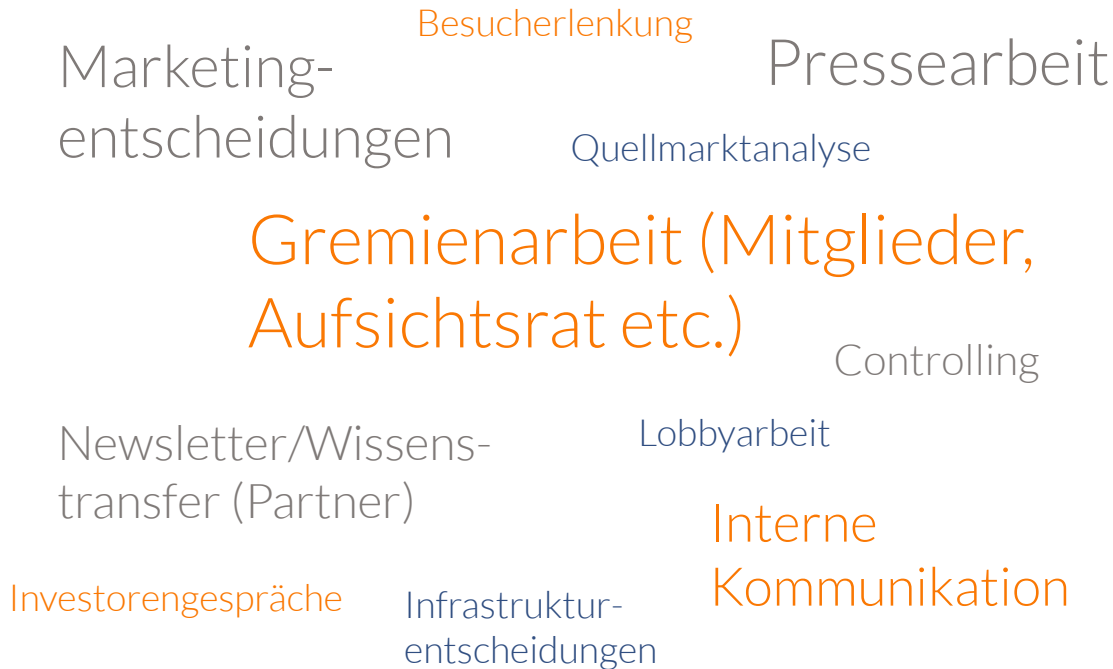 Besucherlenkung
Marketing-
entscheidungen
Pressearbeit
Quellmarktanalyse
Gremienarbeit (Mitglieder,
Aufsichtsrat etc.)
Controlling
Newsletter/Wissens-
transfer (Partner)
Lobbyarbeit
Interne
Kommunikation
Investorengespräche
Infrastruktur-
entscheidungen